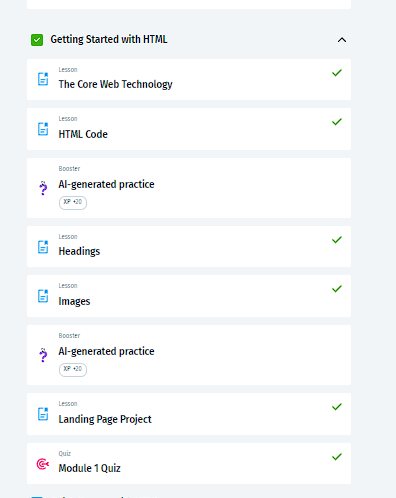 Getting Started with HTML
Lesson
The Core Web Technology
Lesson
HTML Code
Booster
AI-generated practice
XP +20
Lesson
Headings
Lesson
Images
Booster
AI-generated practice
XP +20
Lesson
Landing Page Project
Quiz
Module 1 Quiz